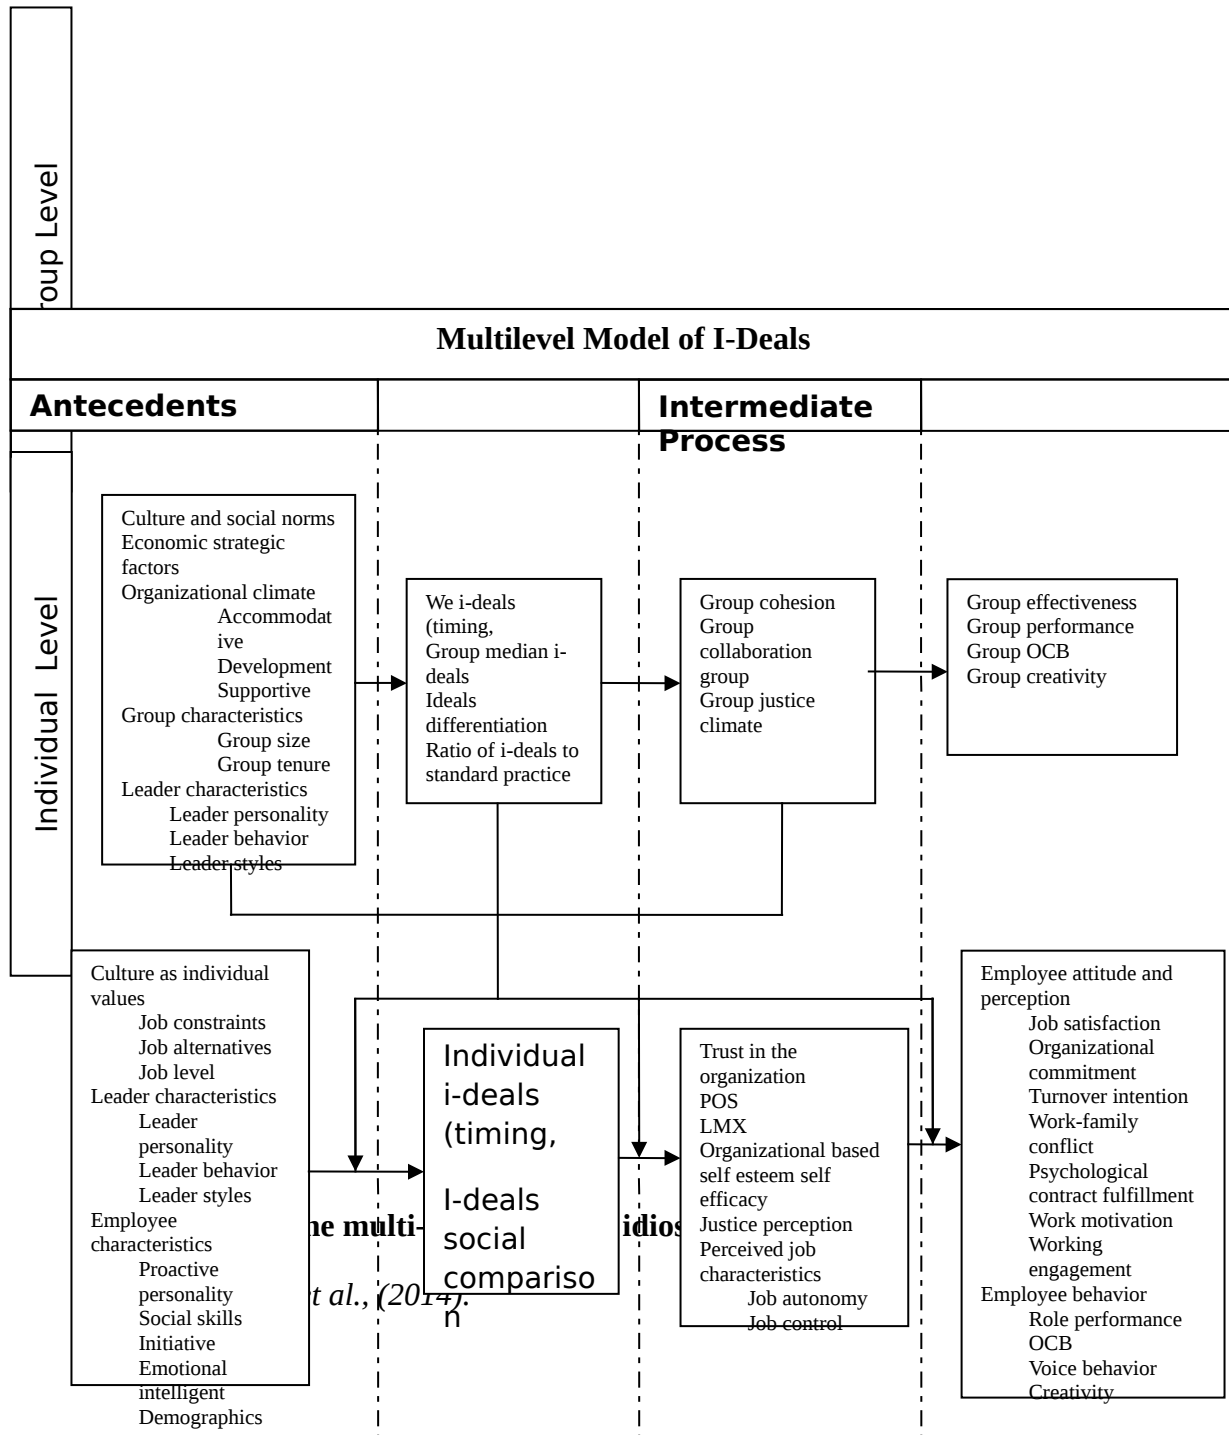 roup Level
Multilevel Model of I-Deals
Antecedents
Intermediate
Process
Individual Level
Culture and social norms
Economic strategic
factors
Organizational climate
Accommodat
ive
Development
Supportive
Group characteristics
Group size
Group tenure
Leader characteristics
Leader personality
Leader behavior
Leader styles
We i-deals
(timing,
Group median i-
deals
Ideals
differentiation
Ratio of i-deals to
standard practice
Group cohesion
Group
collaboration
group
Group justice
climate
Group effectiveness
Group performance
Group OCB
Group creativity
Culture as individual
values
Job constraints
Job alternatives
Job level
Leader characteristics
Leader
personality
Leader behavior
Leader styles
Employee
characteristics
Proactive
personality
Social skills
Initiative
Emotional
intelligent
Demographics
Individual
i-deals
(timing,
I-deals
social
compariso
n
Trust in the
organization
POS
LMX
Organizational based
self esteem self
efficacy
Justice perception
Perceived job
characteristics
Job autonomy
Job control
Employee attitude and
perception
Job satisfaction
Organizational
commitment
Turnover intention
Work-family
conflict
Psychological
contract fulfillment
Work motivation
Working
engagement
Employee behavior
Role performance
OCB
Voice behavior
Creativity
he multi- idios
t al., (2014).